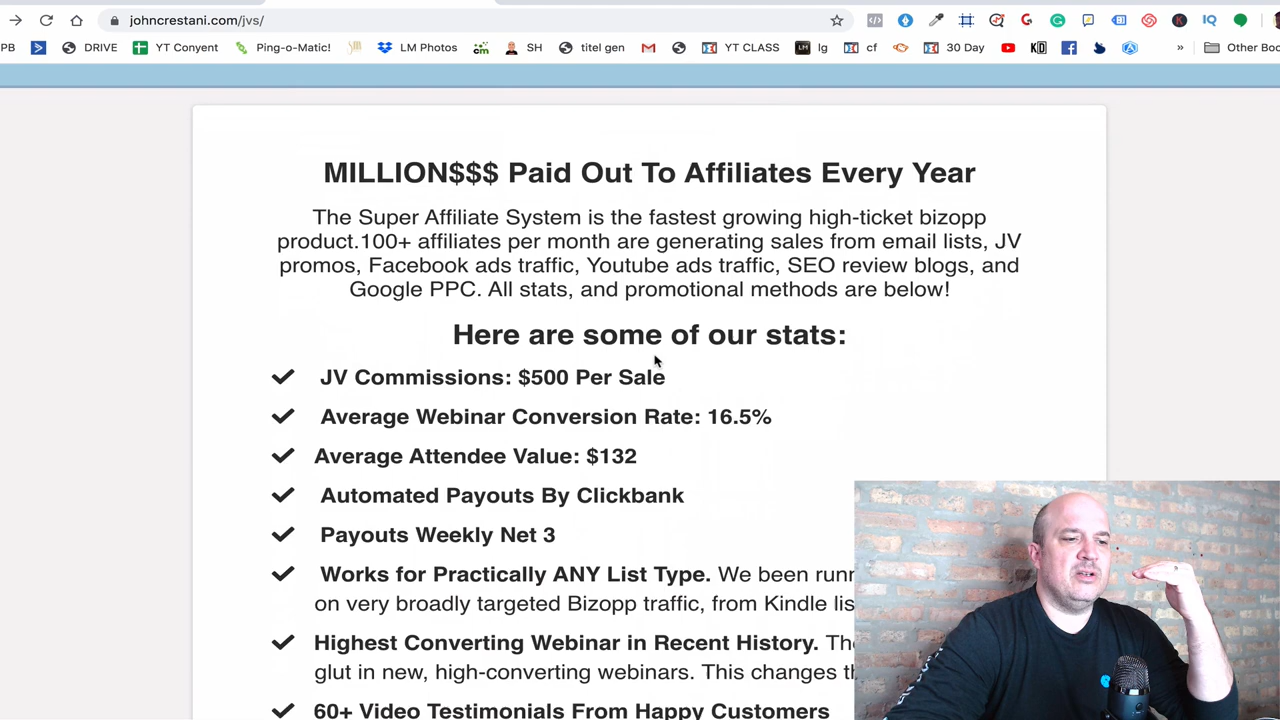 johncrestani.com/jvs/
PB DRIVE YT Conyent Ping-o-Matic! LM Photos cm SH titel gen YT CLASS LM lg cf 30 Day KD » Other Boo
IQ
MILLION$$$ Paid Out To Affiliates Every Year
The Super Affiliate System is the fastest growing high-ticket bizopp
product.100+ affiliates per month are generating sales from email lists, JV
promos, Facebook ads traffic, Youtube ads traffic, SEO review blogs, and
Google PPC. All stats, and promotional methods are below!
Here are some of our stats:
JV Commissions: $500 Per Sale
Average Webinar Conversion Rate: 16.5%
Average Attendee Value: $132
Automated Payouts By Clickbank
Payouts Weekly Net 3
Works for Practically ANY List Type. We been runn
on very broadly targeted Bizopp traffic, from Kindle lis
Highest Converting Webinar in Recent History. The
glut in new, high-converting webinars. This changes th
60+ Video Testimonials From Happy Customers